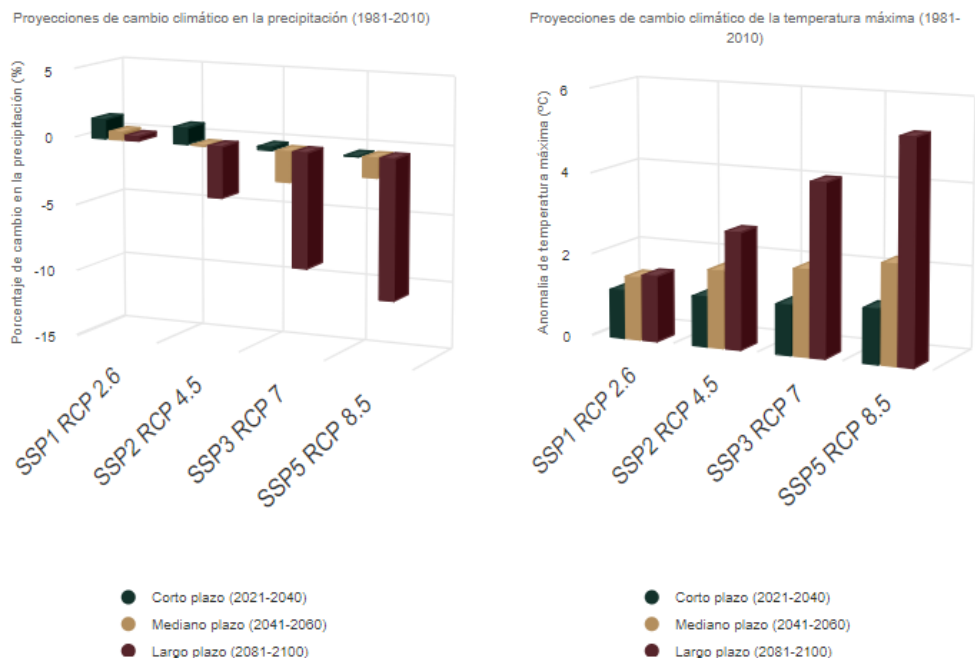 Proyecciones de cambio climático en la precipitación (1981-2010)
Porcentaje de cambio en la precipitación (%)
5
0
-5
-10
-15
SSP1 RCP 2.6
SSP2 RCP 4.5
SSP3 RCP 7
SSP5 RCP 8.5
Corto plazo (2021-2040)
Mediano plazo (2041-2060)
Largo plazo (2081-2100)
Proyecciones de cambio climático de la temperatura máxima (1981-
2010)
Anomalía de temperatura máxima (ºC)
6
4
2
0
SSP1 RCP 2.6
SSP2 RCP 4.5
SSP3 RCP 7
SSP5 RCP 8.5
Corto plazo (2021-2040)
Mediano plazo (2041-2060)
Largo plazo (2081-2100)